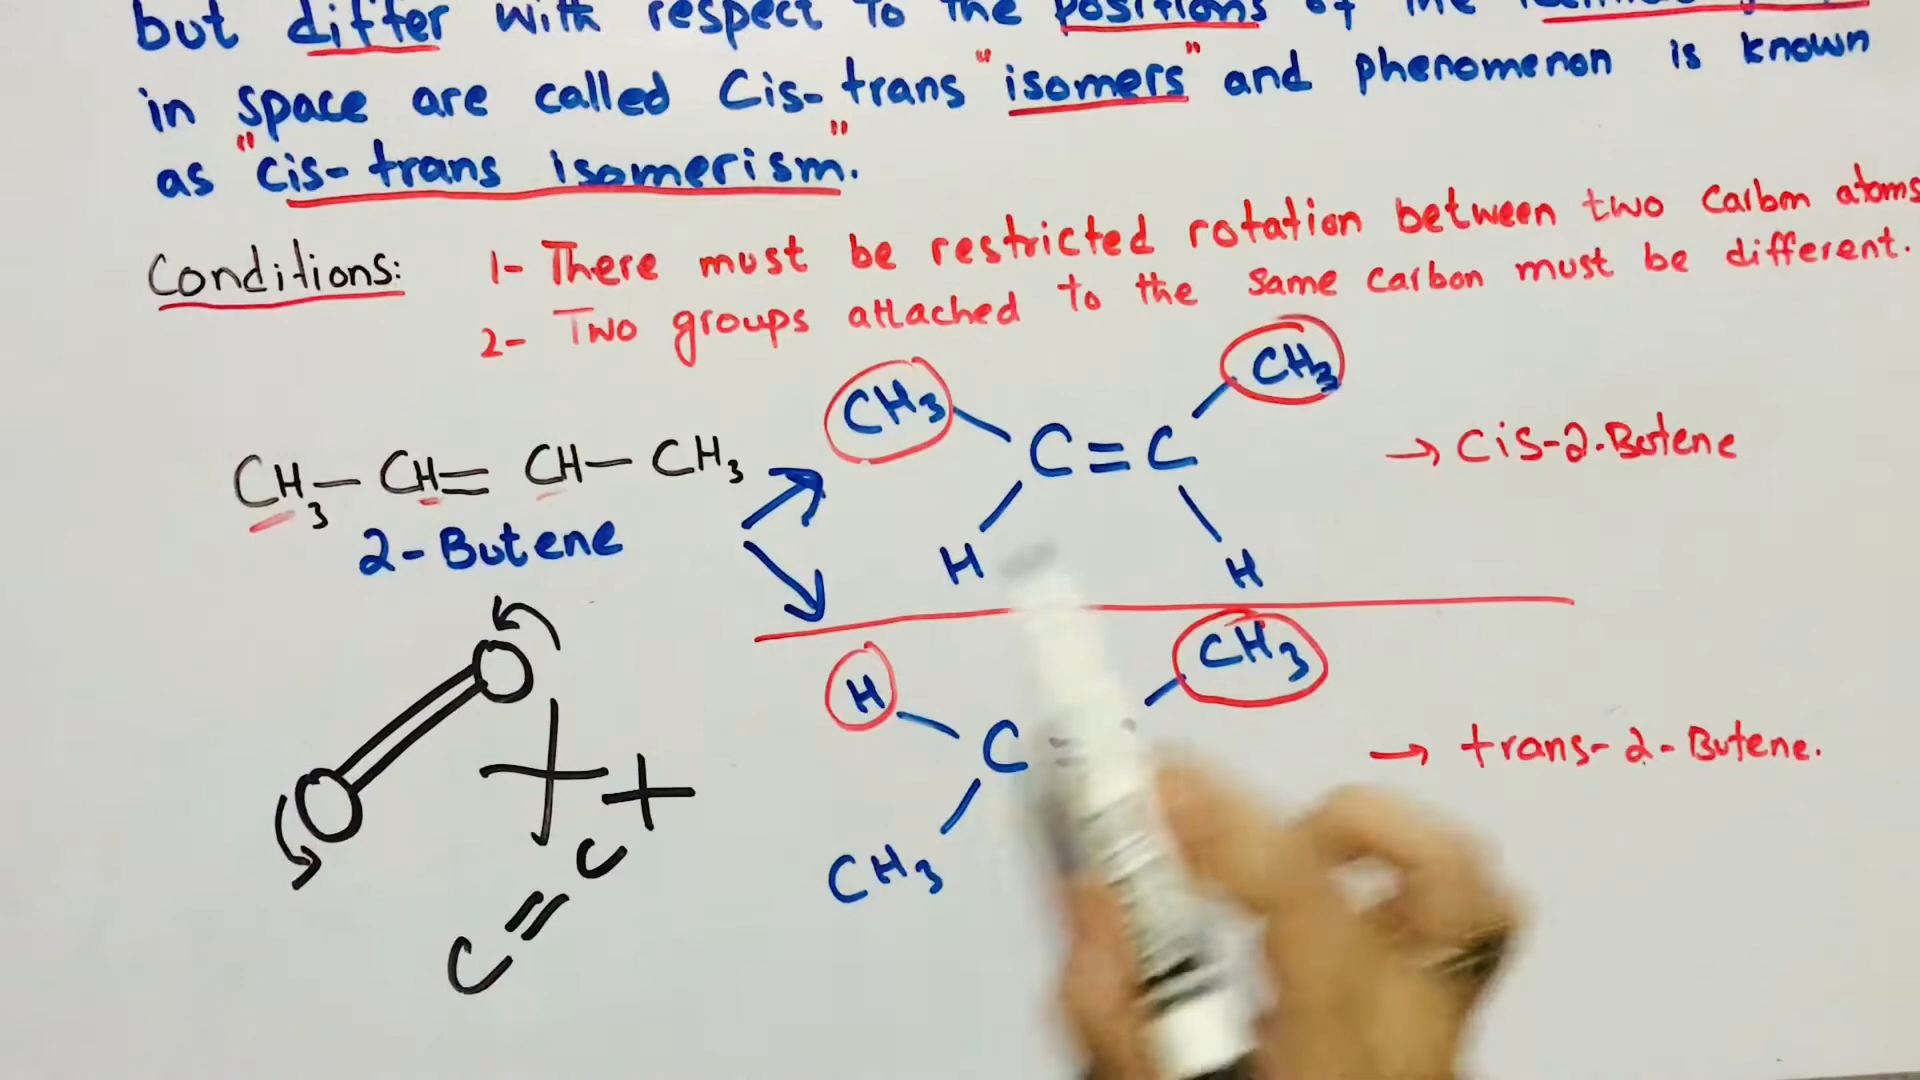 but differ with respect to the positions of the
in space are called Cis-trans "isomers" and phenomenon is known
as "cis-trans isomerism".
Conditions: 1- There must be restricted rotation between two carbon atoms
2- Two groups attached to the same carbon must be different.
CH3 CH3
C=C → Cis-2-Butene
H H
CH3-CH=CH-CH3
2-Butene
H CH3
C → trans-2-Butene.
CH3
C=C